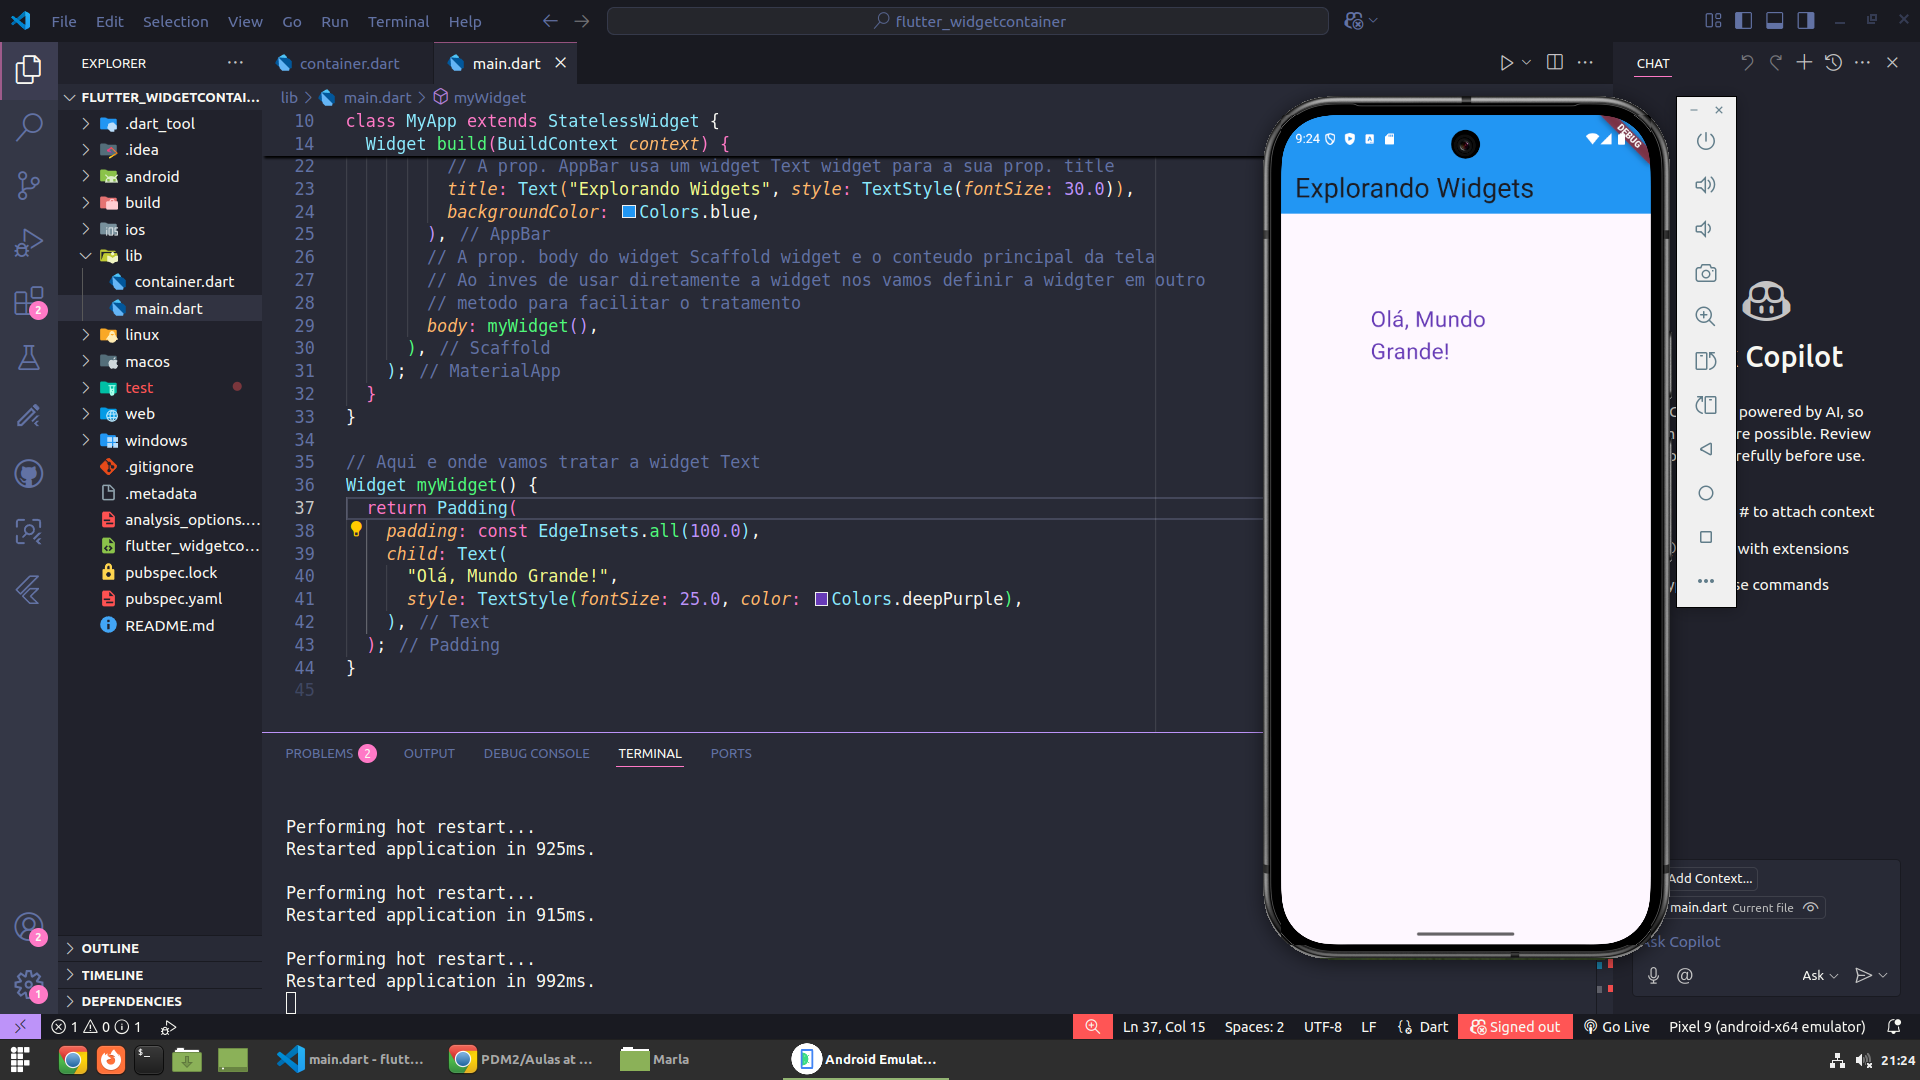 File Edit Selection View Go Run Terminal Help
flutter_widgetcontainer
EXPLORER
FLUTTER_WIDGETCONTAI...
.dart_tool
.idea
android
build
ios
lib
container.dart
main.dart
linux
macos
test
web
windows
.gitignore
.metadata
analysis_options....
flutter_widgetco...
pubspec.lock
pubspec.yaml
README.md
OUTLINE
TIMELINE
DEPENDENCIES
2
2
1
container.dart main.dart
lib main.dart myWidget
10 class MyApp extends StatelessWidget {
14 Widget build(BuildContext context) {
22 // A prop. AppBar usa um widget Text widget para a sua prop. title
23 title: Text("Explorando Widgets", style: TextStyle(fontSize: 30.0)),
24 backgroundColor: Colors.blue,
25 ), // AppBar
26 // A prop. body do widget Scaffold widget e o conteudo principal da tela
27 // Ao inves de usar diretamente a widget nos vamos definir a widgter em outro
28 // metodo para facilitar o tratamento
29 body: myWidget(),
30 ), // Scaffold
31 ); // MaterialApp
32 }
33 }
34
35 // Aqui e onde vamos tratar a widget Text
36 Widget myWidget() {
37 return Padding(
38 padding: const EdgeInsets.all(100.0),
39 child: Text(
40 "Olá, Mundo Grande!",
41 style: TextStyle(fontSize: 25.0, color: Colors.deepPurple),
42 ), // Text
43 ); // Padding
44 }
45
PROBLEMS 2 OUTPUT DEBUG CONSOLE TERMINAL PORTS
Performing hot restart...
Restarted application in 925ms.
Performing hot restart...
Restarted application in 915ms.
Performing hot restart...
Restarted application in 992ms.
9:24
DEBUG
Explorando Widgets
Olá, Mundo
Grande!
CHAT
Copilot
powered by AI, so
re possible. Review
refully before use.
# to attach context
with extensions
se commands
Add Context...
main.dart Current file
Ask Copilot
Ask
1 0 1
Ln 37, Col 15 Spaces: 2 UTF-8 LF Dart Signed out Go Live Pixel 9 (android-x64 emulator)
main.dart - flutt... PDM2/Aulas at ... Marla Android Emulat... 21:24